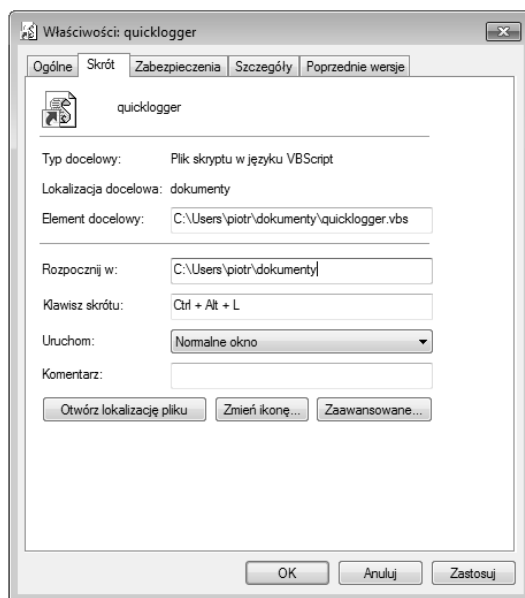 Właściwości: quicklogger
Ogólne Skrót Zabezpieczenia Szczegóły Poprzednie wersje
quicklogger
Typ docelowy: Plik skryptu w języku VBScript
Lokalizacja docelowa: dokumenty
Element docelowy: C:\Users\piotr\dokumenty\quicklogger.vbs
Rozpocznij w: C:\Users\piotr\dokumenty
Klawisz skrótu: Ctrl + Alt + L
Uruchom: Normalne okno
Komentarz:
Otwórz lokalizację pliku Zmień ikonę... Zaawansowane...
OK Anuluj Zastosuj